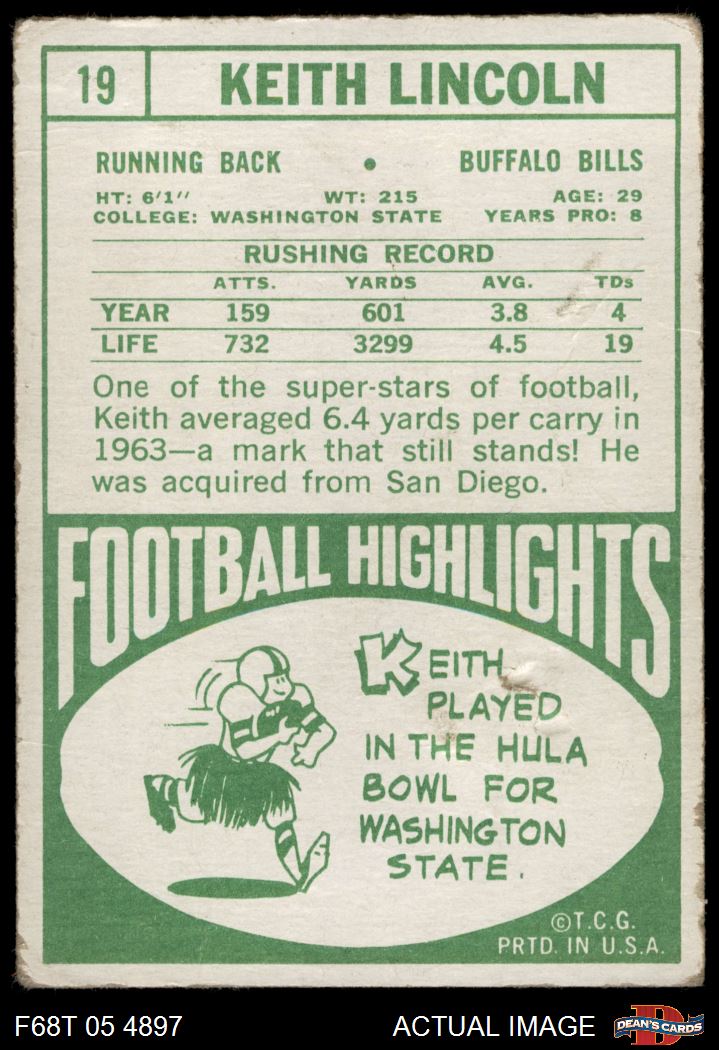 19 KEITH LINCOLN
RUNNING BACK • BUFFALO BILLS
HT: 6'1" WT: 215 AGE: 29
COLLEGE: WASHINGTON STATE YEARS PRO: 8
RUSHING RECORD
ATTS. YARDS AVG. TDs
YEAR 159 601 3.8 4
LIFE 732 3299 4.5 19
One of the super-stars of football,
Keith averaged 6.4 yards per carry in
1963—a mark that still stands! He
was acquired from San Diego.
FOOTBALL HIGHLIGHTS
KEITH
PLAYED
IN THE HULA
BOWL FOR
WASHINGTON
STATE.
©T.C.G.
PRTD. IN U.S.A.
F68T 05 4897 ACTUAL IMAGE D DEAN'S CARDS